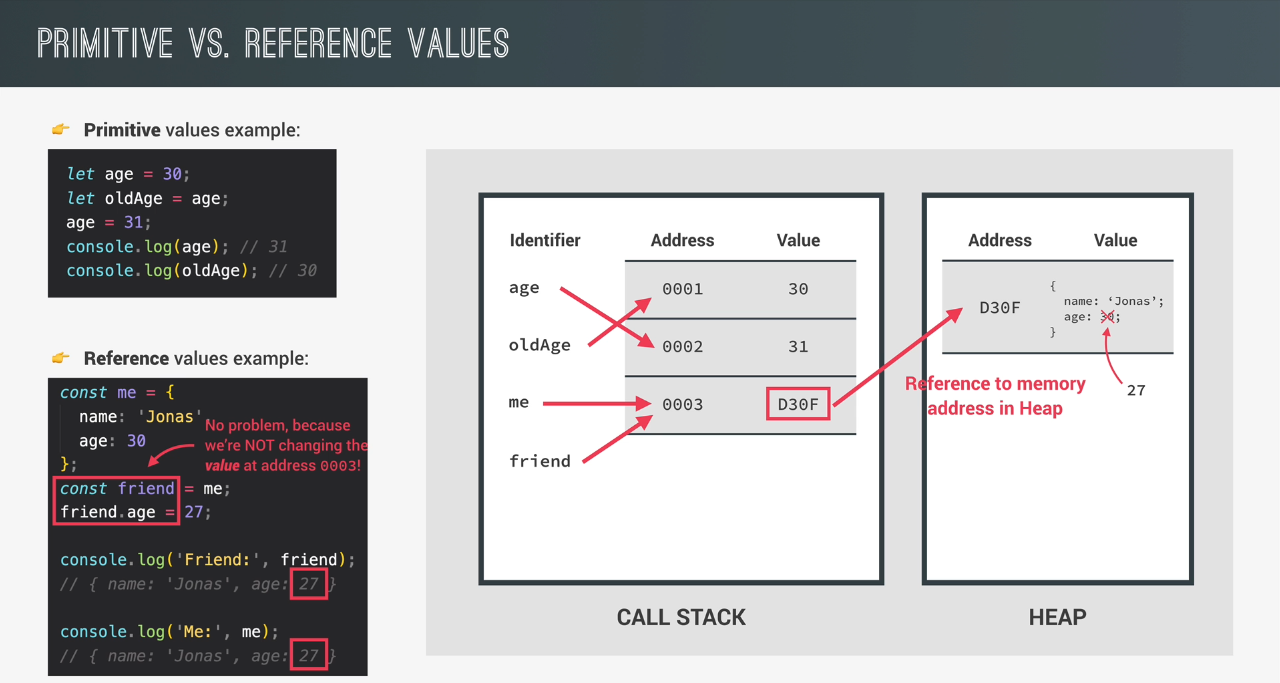 PRIMITIVE VS. REFERENCE VALUES
👉 Primitive values example:
let age = 30;
let oldAge = age;
age = 31;
console.log(age); // 31
console.log(oldAge); // 30
👉 Reference values example:
const me = {
name: 'Jonas'
age: 30
};
const friend = me;
friend.age = 27;
console.log('Friend:', friend);
// { name: 'Jonas', age: 27 }
console.log('Me:', me);
// { name: 'Jonas', age: 27 }
No problem, because
we're NOT changing the
value at address 0003!
Identifier Address Value
age 0001 30
oldAge 0002 31
me 0003 D30F
friend
CALL STACK
Address Value
D30F
{
name: ‘Jonas’;
age: 30;
}
27
Reference to memory
address in Heap
HEAP